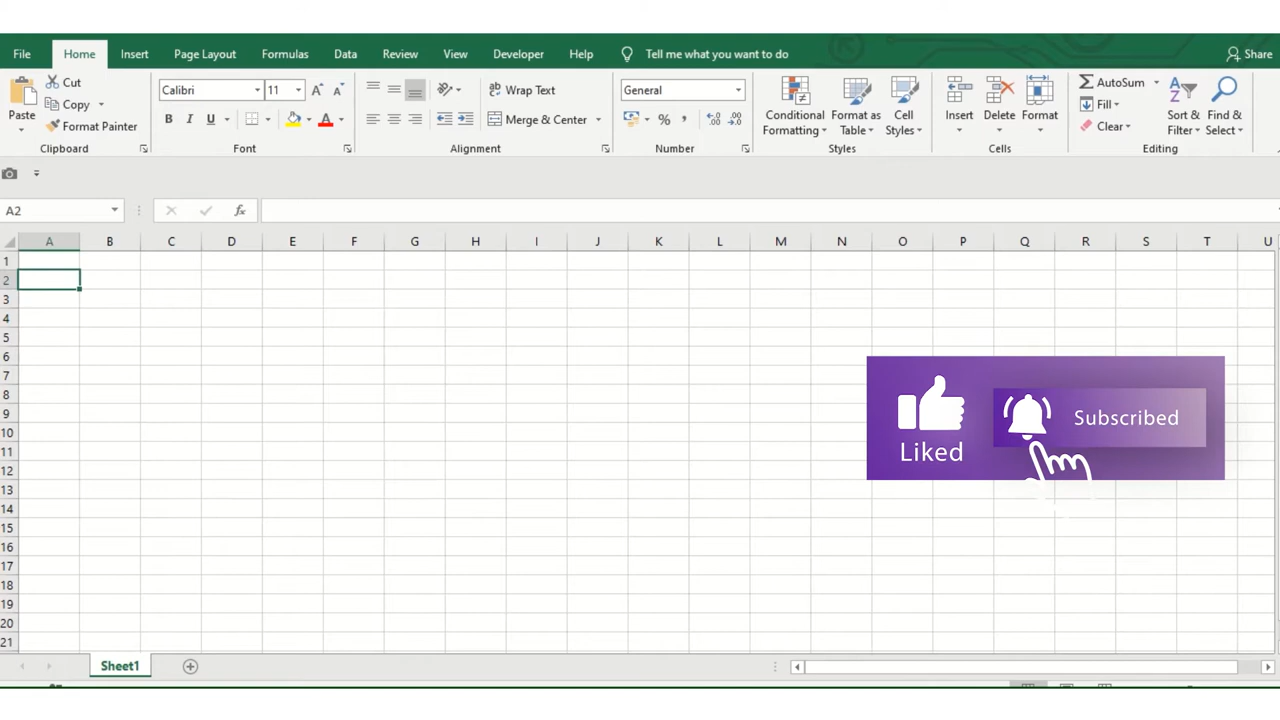 File Home Insert Page Layout Formulas Data Review View Developer Help Tell me what you want to do Share
Cut
Copy
Format Painter
Paste
Clipboard
Calibri 11
B I U A
Font
Wrap Text
Merge & Center
Alignment
General
% ,
Number
Conditional Formatting
Format as Table
Cell Styles
Styles
Insert Delete Format
Cells
AutoSum
Fill
Clear
Sort & Filter
Find & Select
Editing
A2 fx
A B C D E F G H I J K L M N O P Q R S T U
1
2
3
4
5
6
7
8
9
10
11
12
13
14
15
16
17
18
19
20
21
Liked
Subscribed
Sheet1